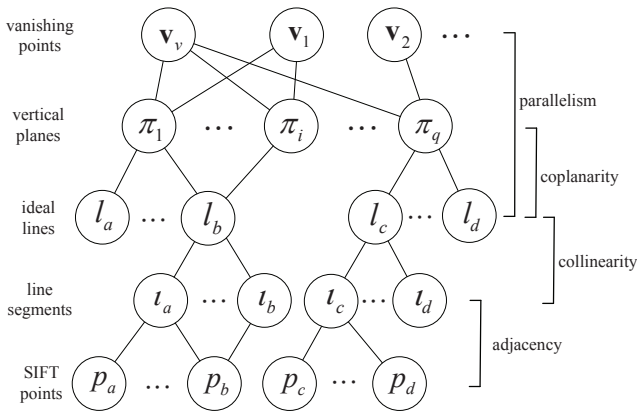 vanishing
points
v_v
v_1
v_2
...
parallelism
vertical
planes
π_1
...
π_i
...
π_q
coplanarity
ideal
lines
l_a
...
l_b
l_c
...
l_d
collinearity
line
segments
ι_a
...
ι_b
ι_c
...
ι_d
adjacency
SIFT
points
p_a
...
p_b
p_c
...
p_d